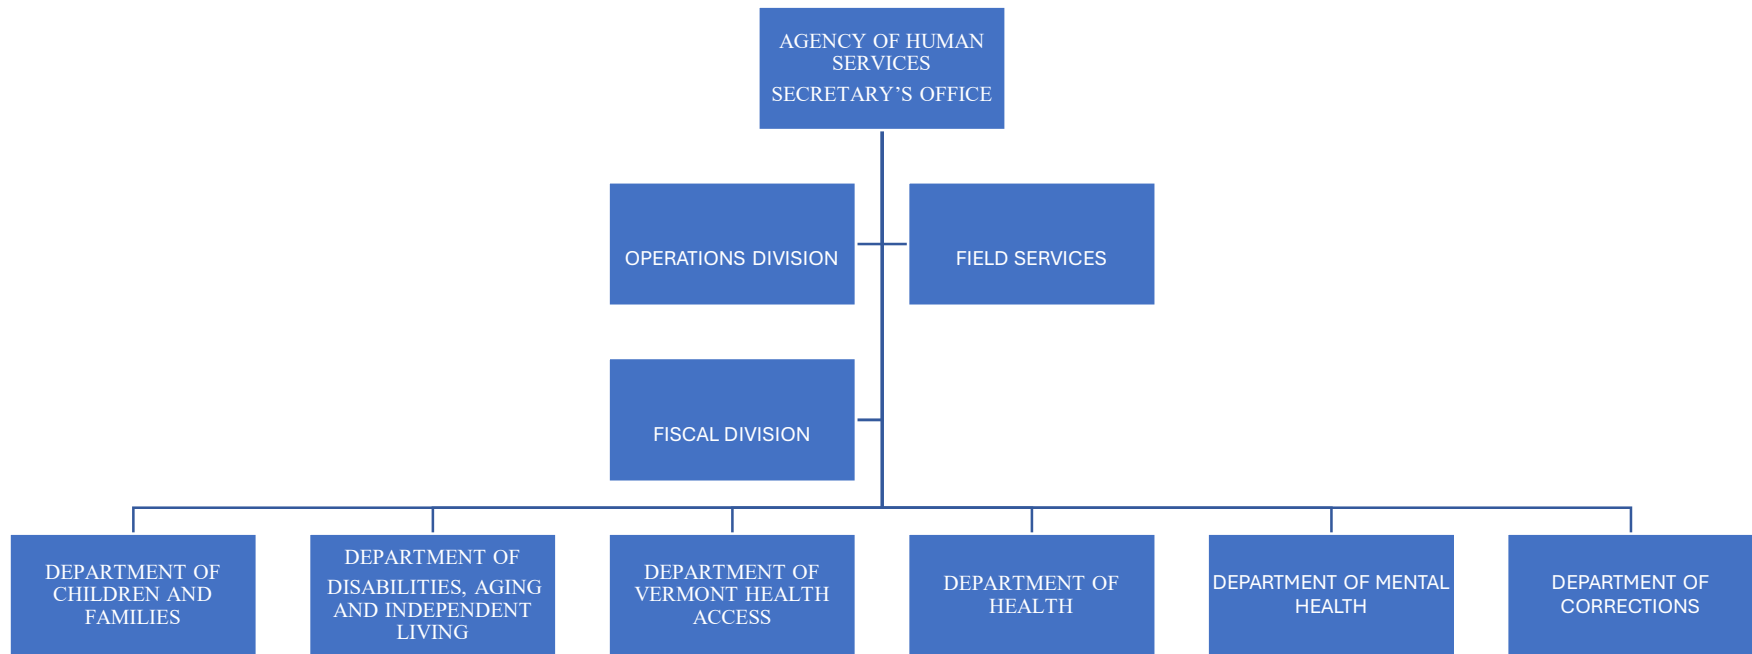 AGENCY OF HUMAN
SERVICES
SECRETARY’S OFFICE
OPERATIONS DIVISION
FIELD SERVICES
FISCAL DIVISION
DEPARTMENT OF
CHILDREN AND
FAMILIES
DEPARTMENT OF
DISABILITIES, AGING
AND INDEPENDENT
LIVING
DEPARTMENT OF
VERMONT HEALTH
ACCESS
DEPARTMENT OF
HEALTH
DEPARTMENT OF MENTAL
HEALTH
DEPARTMENT OF
CORRECTIONS